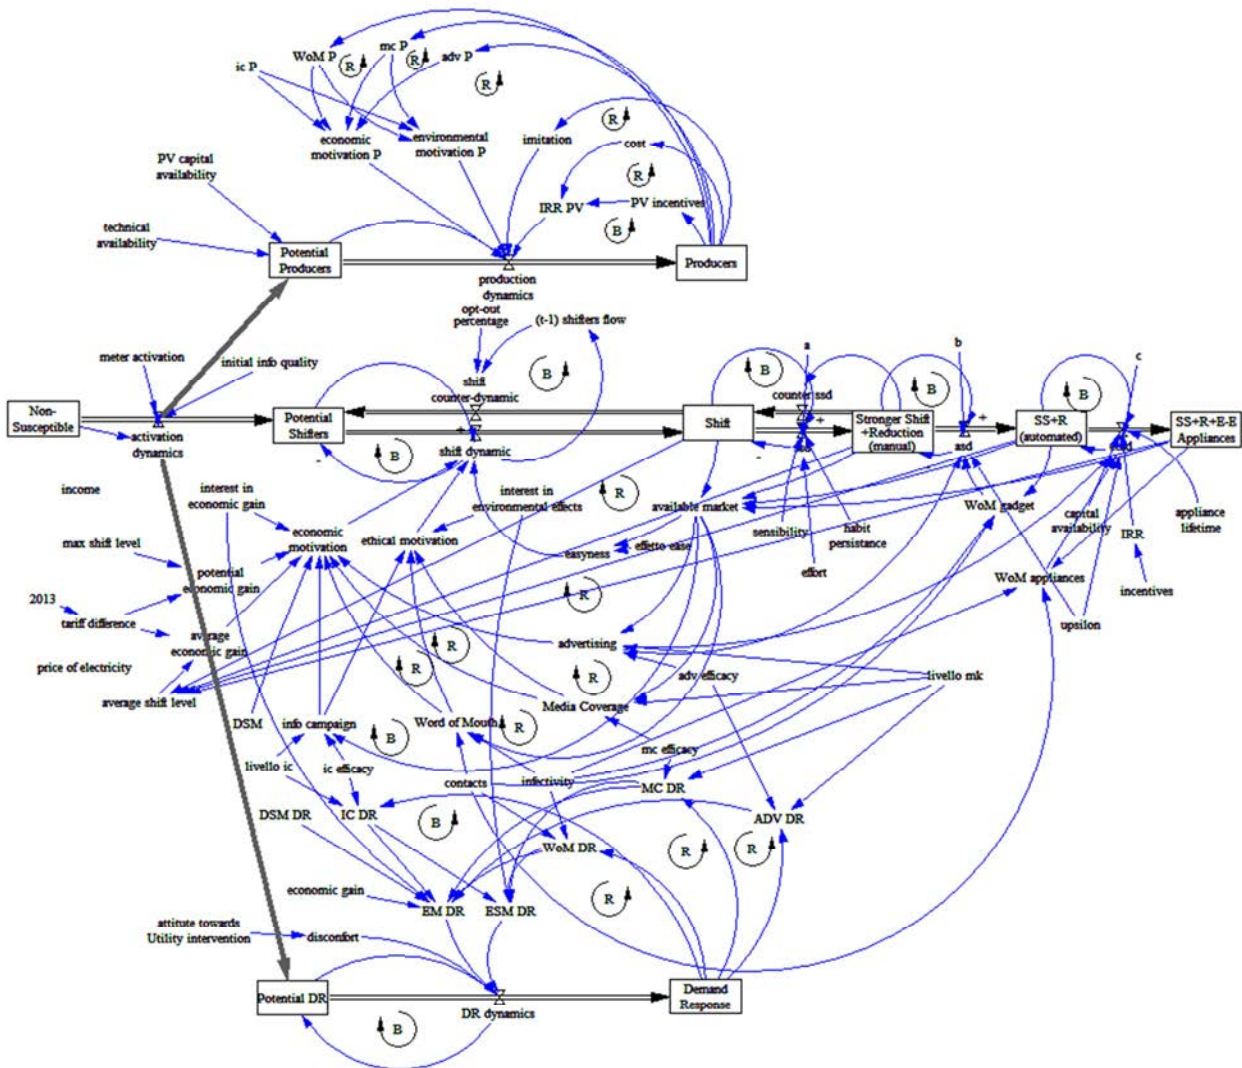 WoM P
mc P
adv P
ic P
R
R
R
economic
motivation P
environmental
motivation P
imitation
R
cost
PV capital
availability
R
IRR PV
PV incentives
B
technical
availability
Potential
Producers
Producers
production
dynamics
opt-out
percentage
(t-1) shifters flow
meter activation
initial info quality
a
b
c
B
shift
counter-dynamic
B
counter ssd
B
B
Non-
Susceptible
Potential
Shifters
Shift
Stronger Shift
+Reduction
(manual)
SS+R
(automated)
SS+R+E-E
Appliances
activation
dynamics
+
shift dynamic
+
+
asd
-
-
-
B
income
interest in
economic gain
interest in
environmental effects
R
available market
WoM gadget
capital
availability
appliance
lifetime
max shift level
economic
motivation
ethical motivation
sensibility
habit
persistance
IRR
easyness
effetto ease
effort
WoM appliances
incentives
potential
economic gain
2013
tariff difference
R
upsilon
average
economic gain
advertising
R
price of electricity
R
R
adv efficacy
livello mk
average shift level
Media Coverage
DSM
info campaign
Word of Mouth
R
B
mc efficacy
livello ic
ic efficacy
contacts
infectivity
MC DR
DSM DR
IC DR
B
ADV DR
WoM DR
R
R
economic gain
R
EM DR
ESM DR
attitute towards
Utility intervention
disconfort
Potential DR
Demand
Response
DR dynamics
B